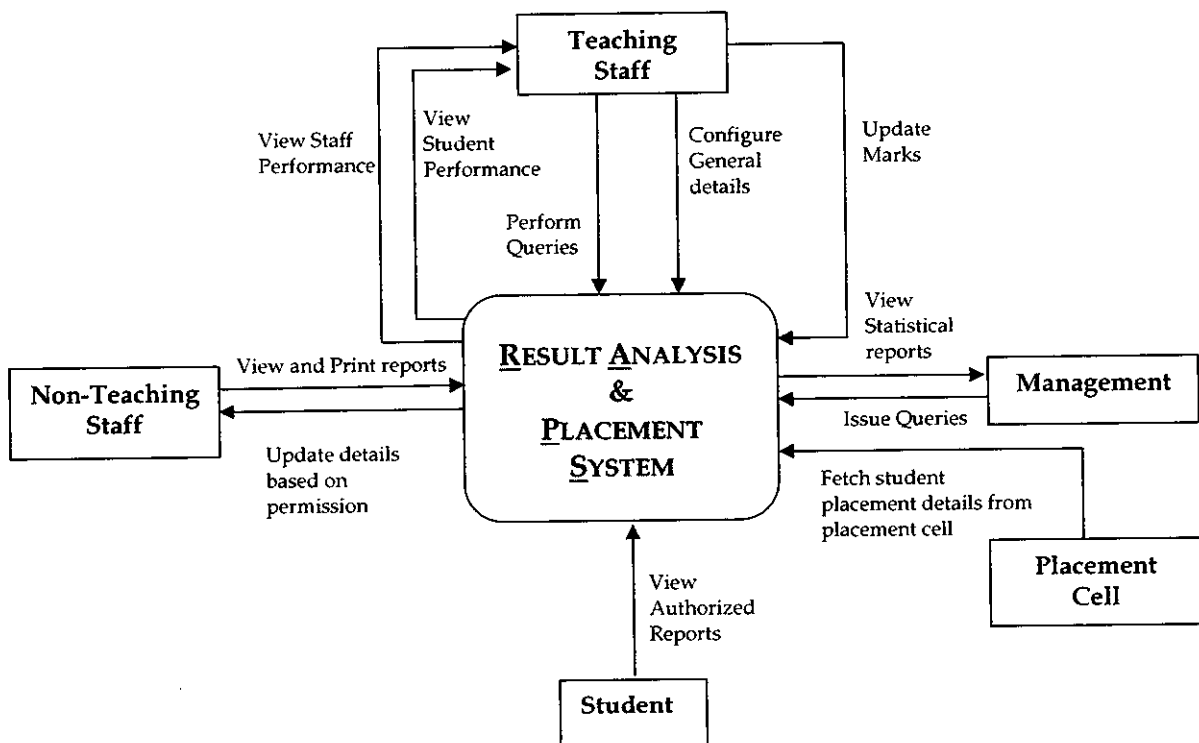 Teaching
Staff
View Staff
Performance
View
Student
Performance
Perform
Queries
Configure
General
details
Update
Marks
View
Statistical
reports
RESULT ANALYSIS
&
PLACEMENT
SYSTEM
View and Print reports
Non-Teaching
Staff
Update details
based on
permission
Management
Issue Queries
Fetch student
placement details from
placement cell
Placement
Cell
View
Authorized
Reports
Student